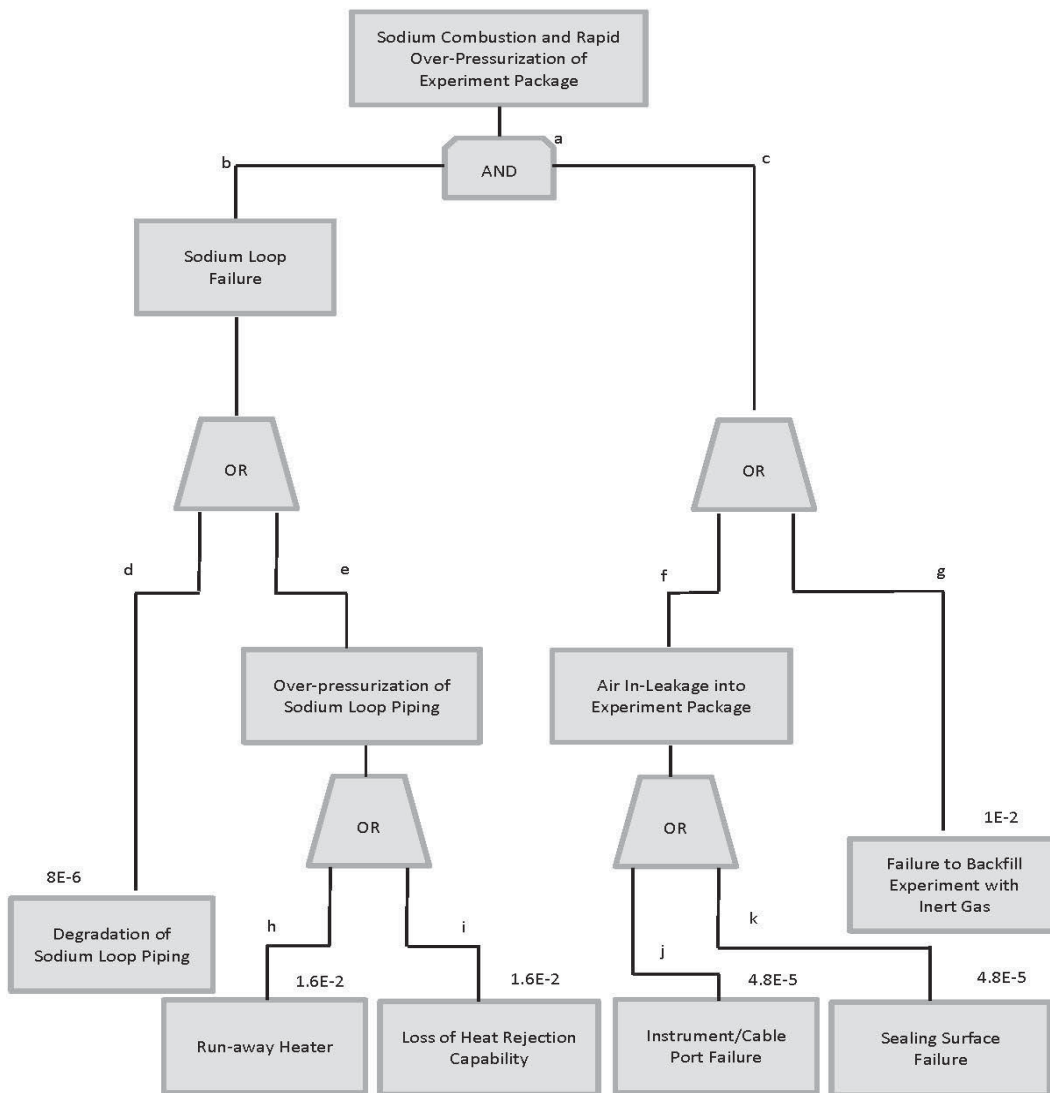 Sodium Combustion and Rapid
Over-Pressurization of
Experiment Package
a
b
c
AND
Sodium Loop
Failure
OR
OR
d
e
f
g
Over-pressurization of
Sodium Loop Piping
Air In-Leakage into
Experiment Package
OR
OR
1E-2
Failure to Backfill
Experiment with
Inert Gas
8E-6
Degradation of
Sodium Loop Piping
h
i
j
k
1.6E-2
1.6E-2
4.8E-5
4.8E-5
Run-away Heater
Loss of Heat Rejection
Capability
Instrument/Cable
Port Failure
Sealing Surface
Failure